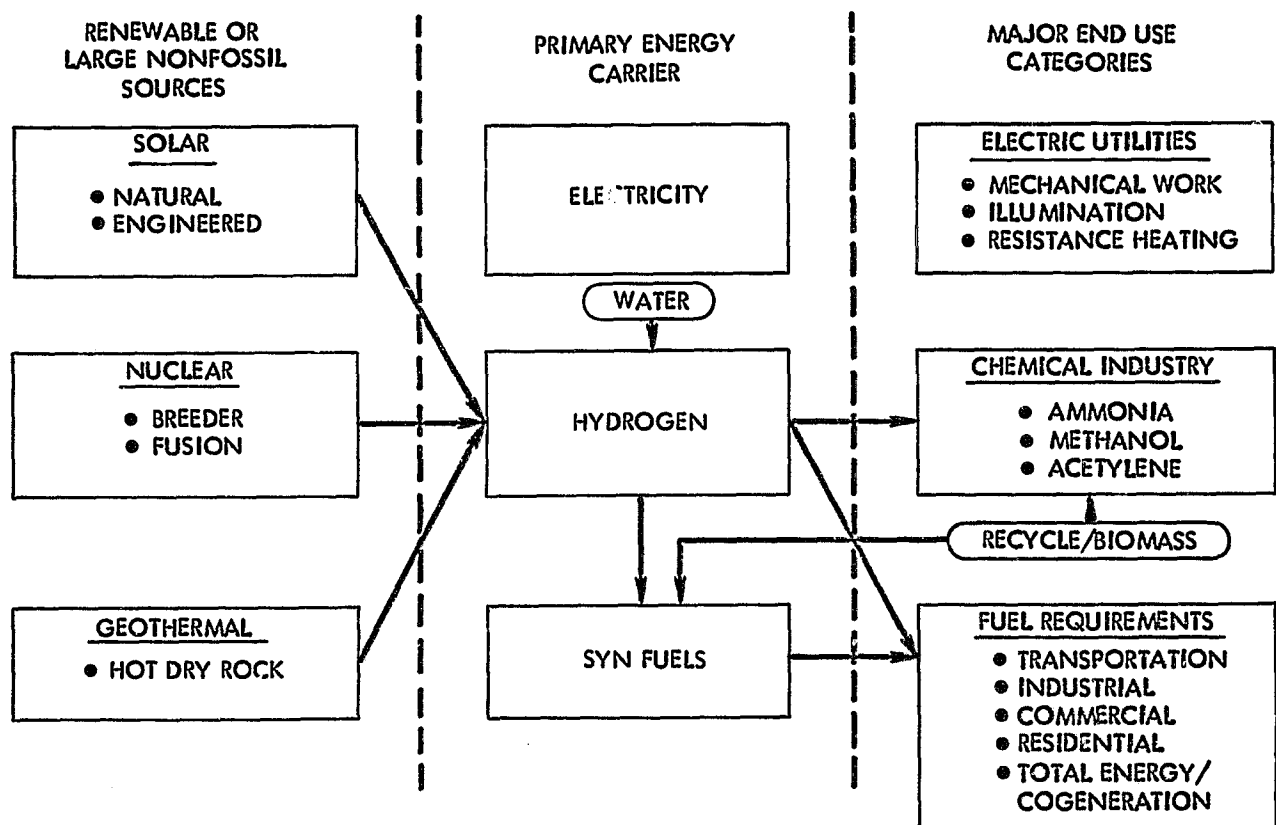 RENEWABLE OR
LARGE NONFOSSIL
SOURCES
PRIMARY ENERGY
CARRIER
MAJOR END USE
CATEGORIES
SOLAR
● NATURAL
● ENGINEERED
ELECTRICITY
ELECTRIC UTILITIES
● MECHANICAL WORK
● ILLUMINATION
● RESISTANCE HEATING
WATER
NUCLEAR
● BREEDER
● FUSION
HYDROGEN
CHEMICAL INDUSTRY
● AMMONIA
● METHANOL
● ACETYLENE
RECYCLE/BIOMASS
GEOTHERMAL
● HOT DRY ROCK
SYN FUELS
FUEL REQUIREMENTS
● TRANSPORTATION
● INDUSTRIAL
● COMMERCIAL
● RESIDENTIAL
● TOTAL ENERGY/
COGENERATION